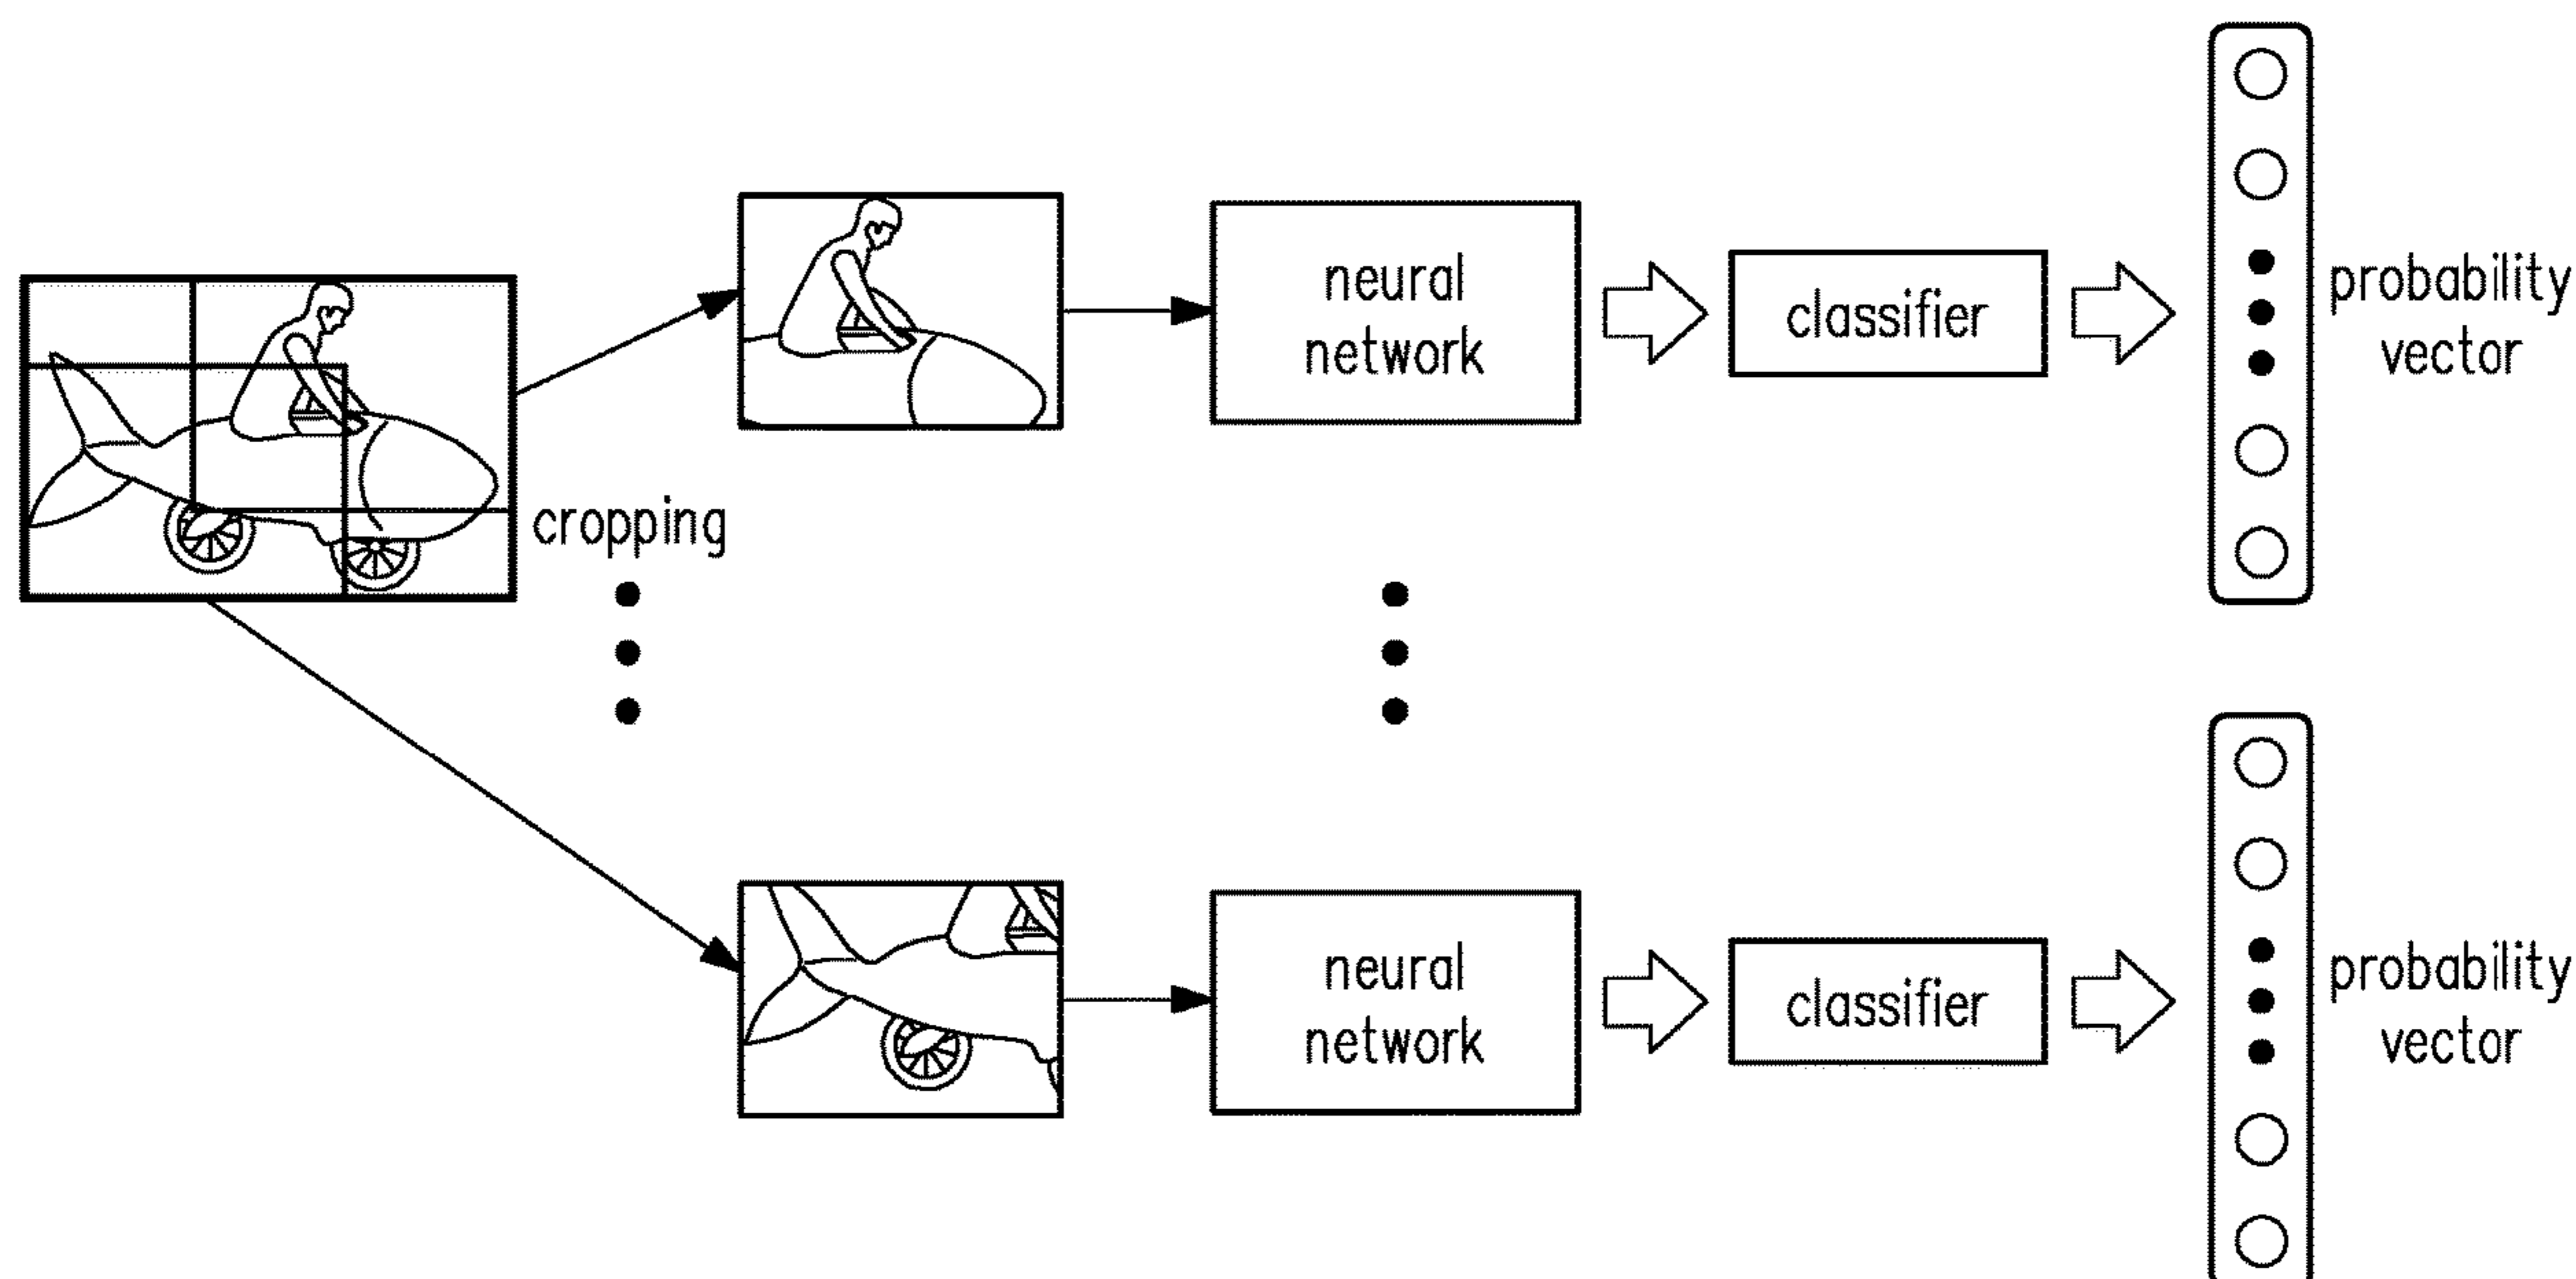 neural
network
classifier
probability
vector
cropping
neural
network
classifier
probability
vector